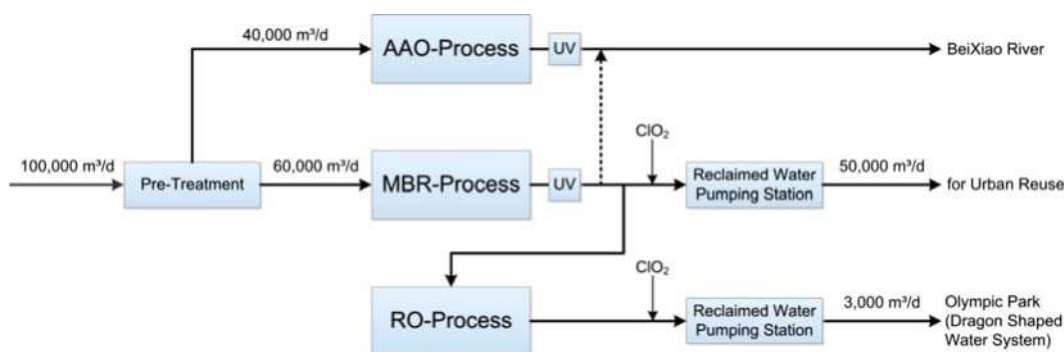 40,000 m³/d
AAO-Process
UV
BeiXiao River
100,000 m³/d
Pre-Treatment
60,000 m³/d
MBR-Process
UV
ClO₂
Reclaimed Water
Pumping Station
50,000 m³/d
for Urban Reuse
RO-Process
ClO₂
Reclaimed Water
Pumping Station
3,000 m³/d
Olympic Park
(Dragon Shaped
Water System)